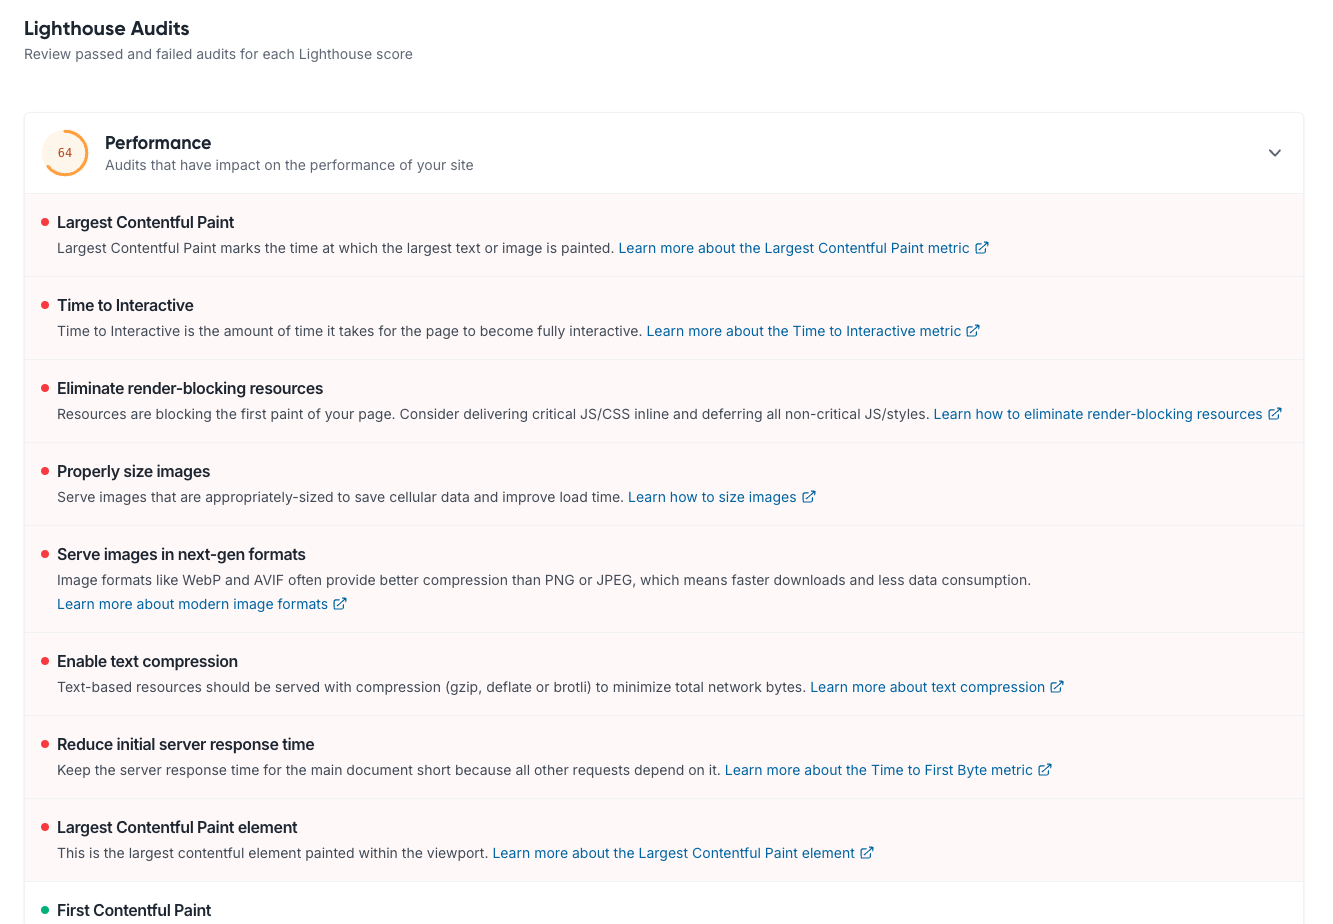 Lighthouse Audits
Review passed and failed audits for each Lighthouse score
64
Performance
Audits that have impact on the performance of your site
Largest Contentful Paint
Largest Contentful Paint marks the time at which the largest text or image is painted. Learn more about the Largest Contentful Paint metric
Time to Interactive
Time to Interactive is the amount of time it takes for the page to become fully interactive. Learn more about the Time to Interactive metric
Eliminate render-blocking resources
Resources are blocking the first paint of your page. Consider delivering critical JS/CSS inline and deferring all non-critical JS/styles. Learn how to eliminate render-blocking resources
Properly size images
Serve images that are appropriately-sized to save cellular data and improve load time. Learn how to size images
Serve images in next-gen formats
Image formats like WebP and AVIF often provide better compression than PNG or JPEG, which means faster downloads and less data consumption.
Learn more about modern image formats
Enable text compression
Text-based resources should be served with compression (gzip, deflate or brotli) to minimize total network bytes. Learn more about text compression
Reduce initial server response time
Keep the server response time for the main document short because all other requests depend on it. Learn more about the Time to First Byte metric
Largest Contentful Paint element
This is the largest contentful element painted within the viewport. Learn more about the Largest Contentful Paint element
First Contentful Paint